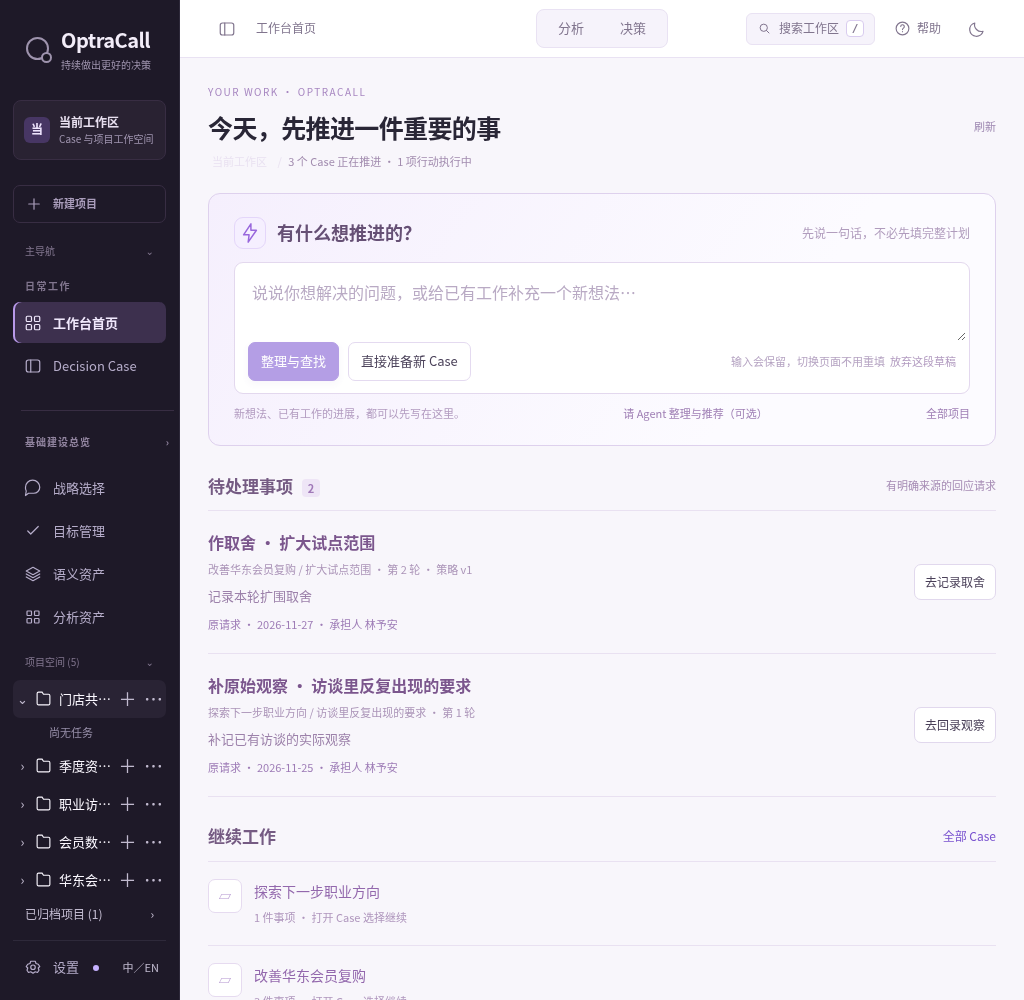 OptraCall
持续做出更好的决策
当
当前工作区
Case 与项目工作空间
新建项目
主导航
日常工作
工作台首页
Decision Case
基础建设总览
战略选择
目标管理
语义资产
分析资产
项目空间 (5)
门店共…
尚无任务
季度资…
职业访…
会员数…
华东会…
已归档项目 (1)
设置
中／EN
工作台首页
分析
决策
搜索工作区 /
帮助
YOUR WORK · OPTRACALL
今天，先推进一件重要的事
刷新
当前工作区 / 3 个 Case 正在推进 · 1 项行动执行中
有什么想推进的？
先说一句话，不必先填完整计划
说说你想解决的问题，或给已有工作补充一个新想法…
整理与查找
直接准备新 Case
输入会保留，切换页面不用重填 放弃这段草稿
新想法、已有工作的进展，都可以先写在这里。
请 Agent 整理与推荐（可选）
全部项目
待处理事项 2
有明确来源的回应请求
作取舍 · 扩大试点范围
改善华东会员复购 / 扩大试点范围 · 第 2 轮 · 策略 v1
记录本轮扩围取舍
原请求 · 2026-11-27 · 承担人 林予安
去记录取舍
补原始观察 · 访谈里反复出现的要求
探索下一步职业方向 / 访谈里反复出现的要求 · 第 1 轮
补记已有访谈的实际观察
原请求 · 2026-11-25 · 承担人 林予安
去回录观察
继续工作
全部 Case
探索下一步职业方向
1 件事项 · 打开 Case 选择继续
改善华东会员复购